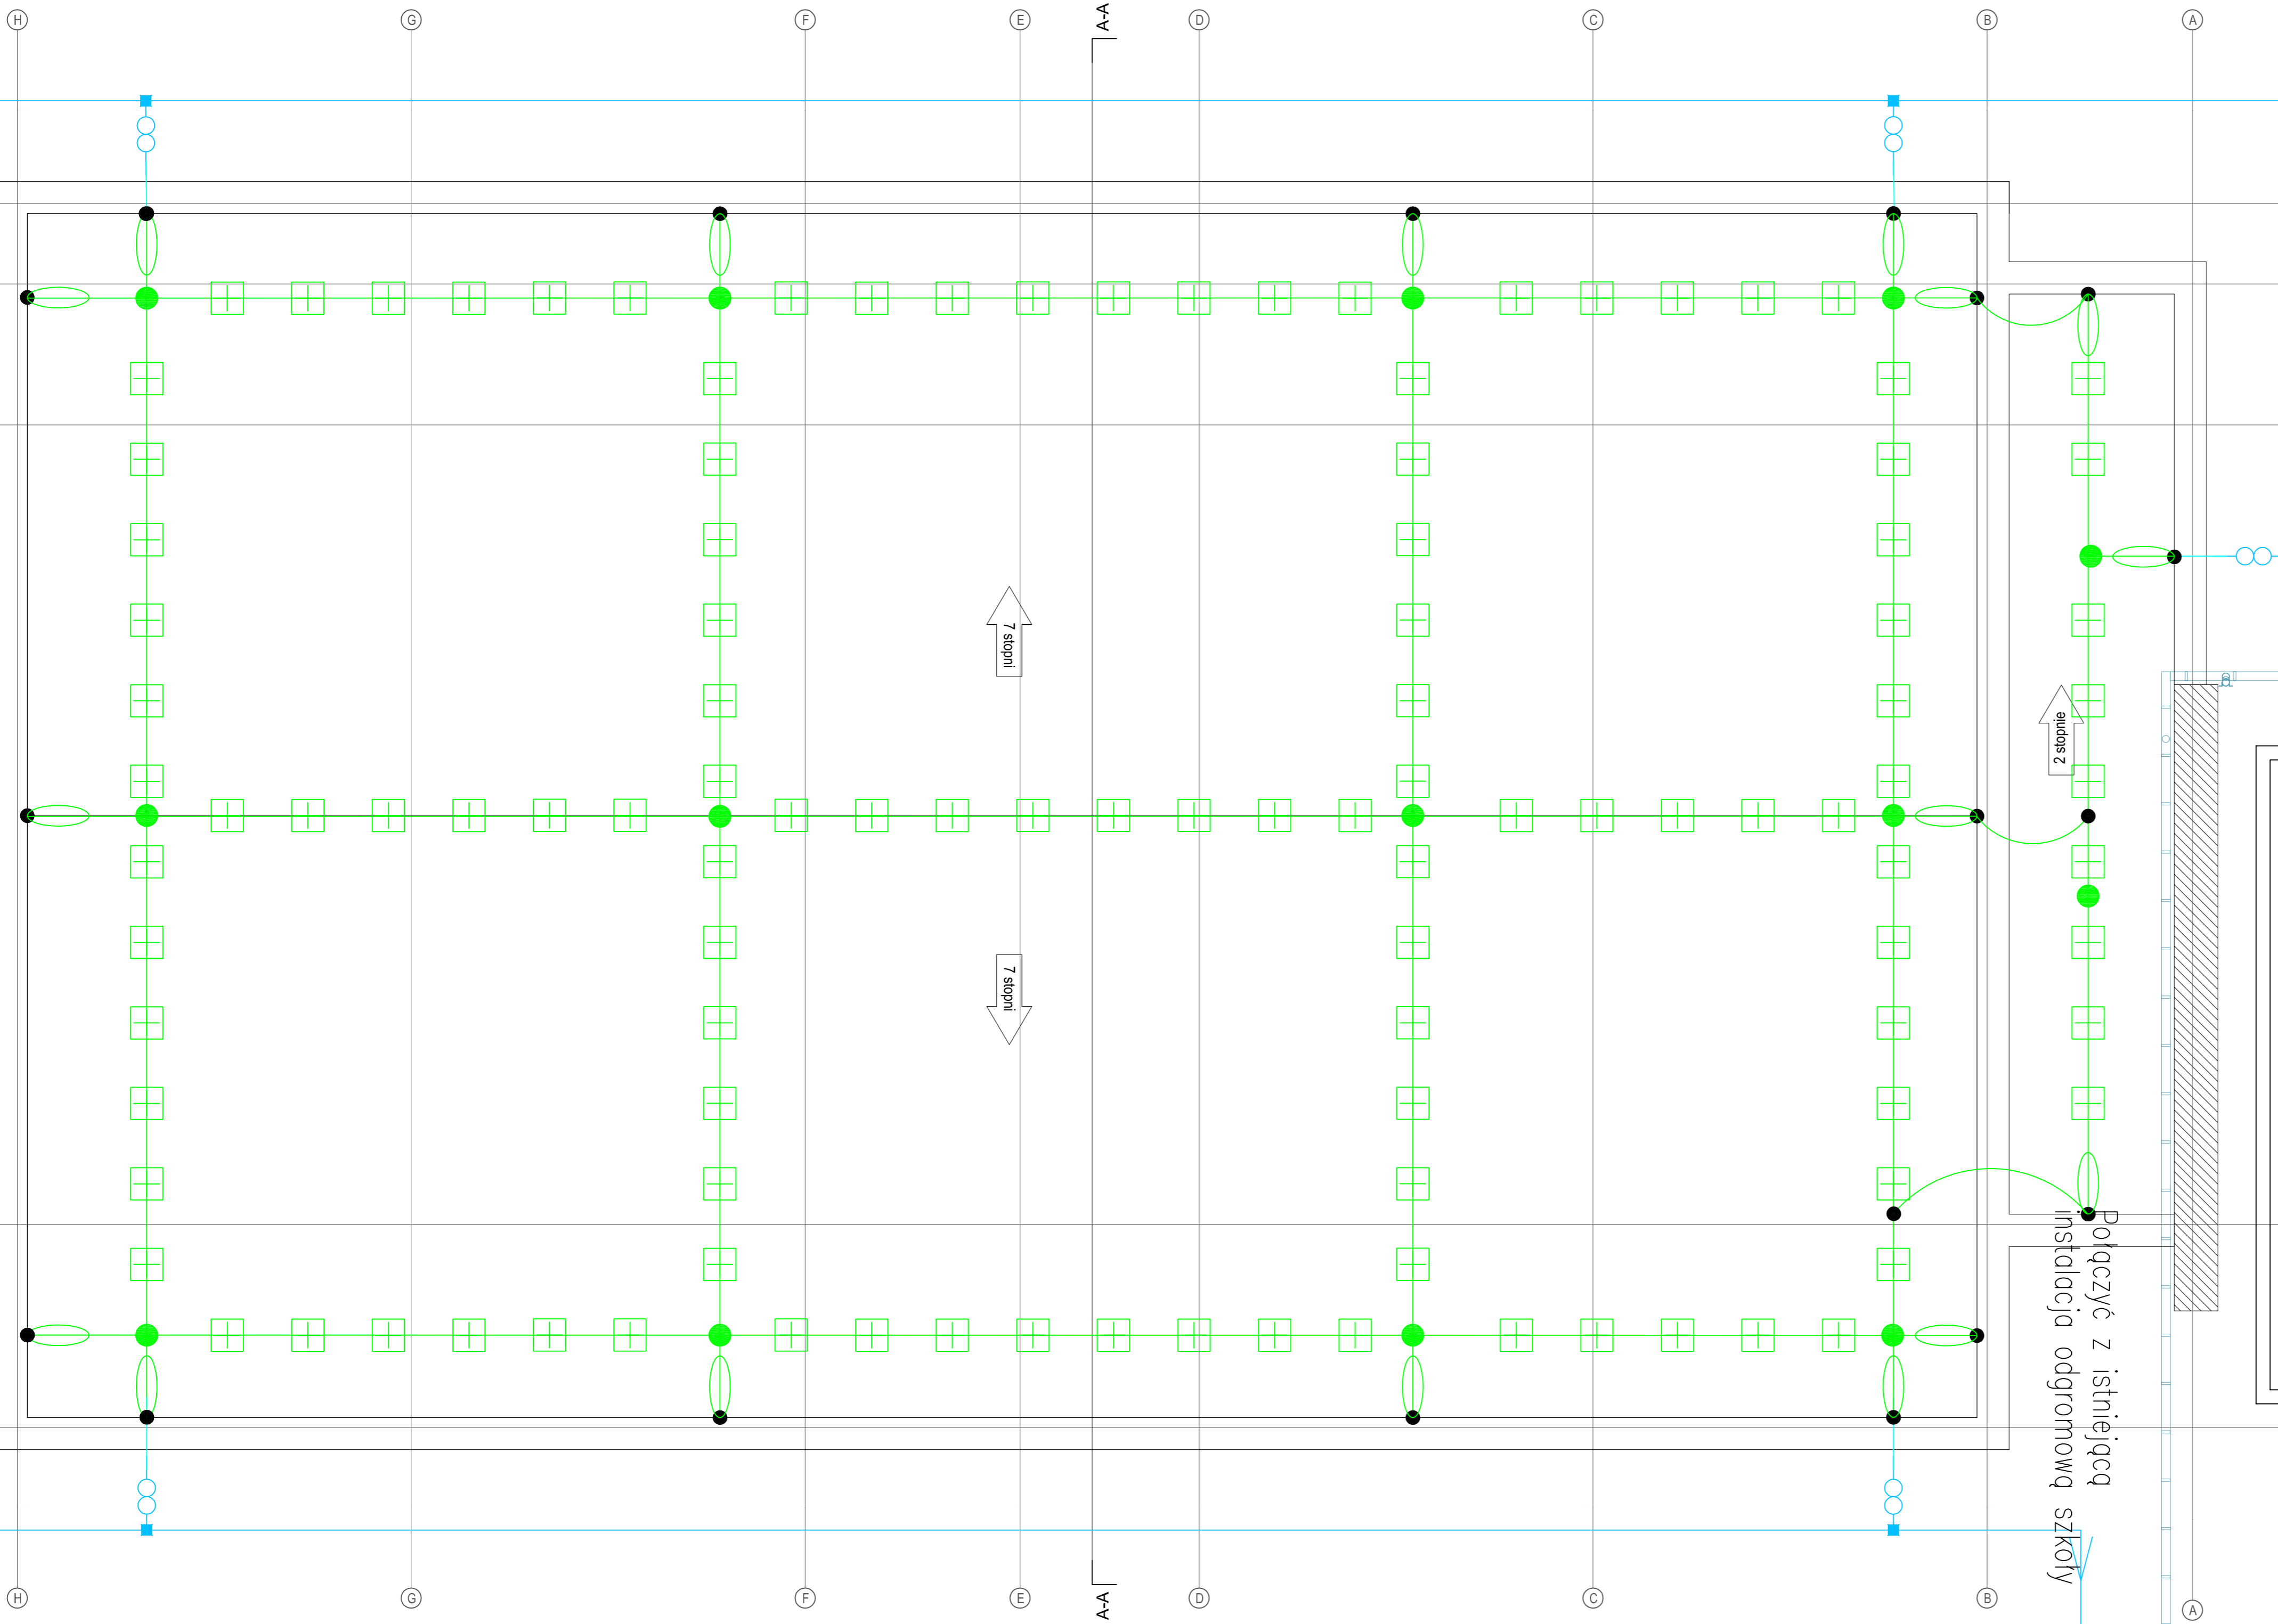 H G F E D C B A
A-A
7 stopni
2 stopnie
7 stopni
Połączyć z istniejącą
instalacją odgromową szkoły
A-A
H G F E D C B A